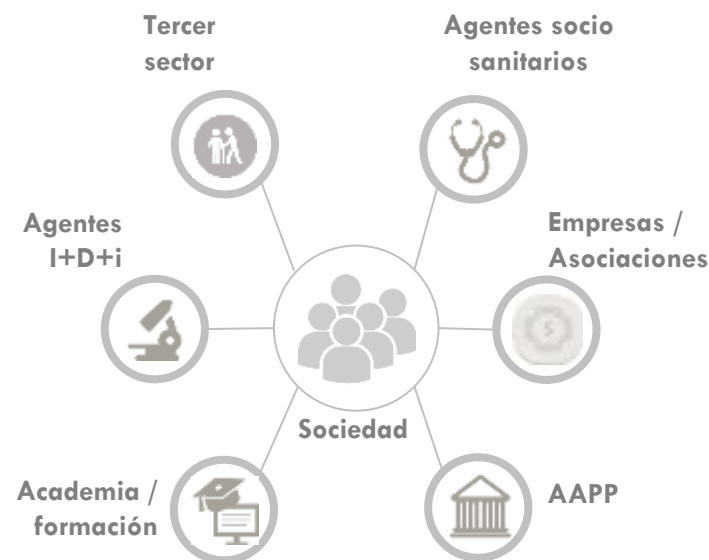 Tercer
sector
Agentes socio
sanitarios
Agentes
I+D+i
Empresas /
Asociaciones
Sociedad
Academia /
formación
AAPP